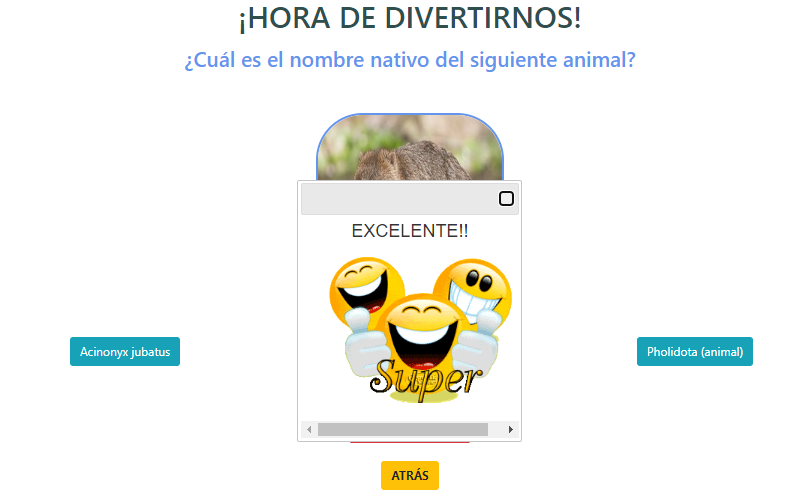 ¡HORA DE DIVERTIRNOS!
¿Cuál es el nombre nativo del siguiente animal?
EXCELENTE!!
Super
Acinonyx jubatus
Pholidota (animal)
ATRÁS